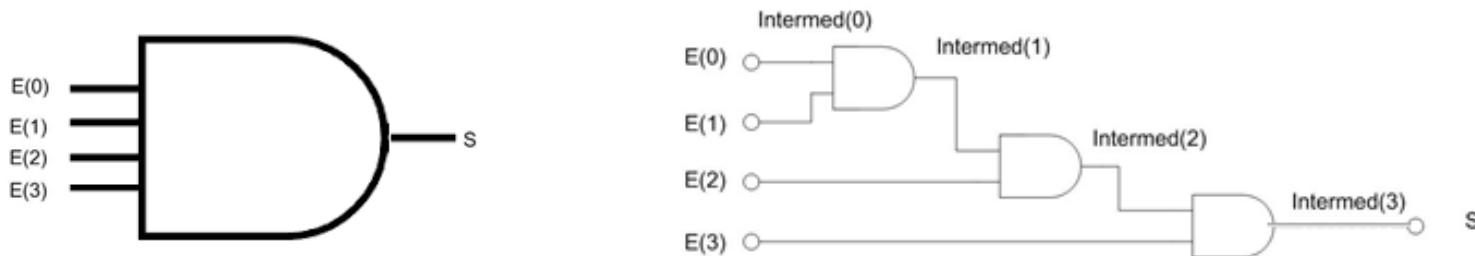 E(0)
E(1)
E(2)
E(3)
S
Intermed(0)
E(0)
Intermed(1)
E(1)
Intermed(2)
E(2)
Intermed(3)
S
E(3)